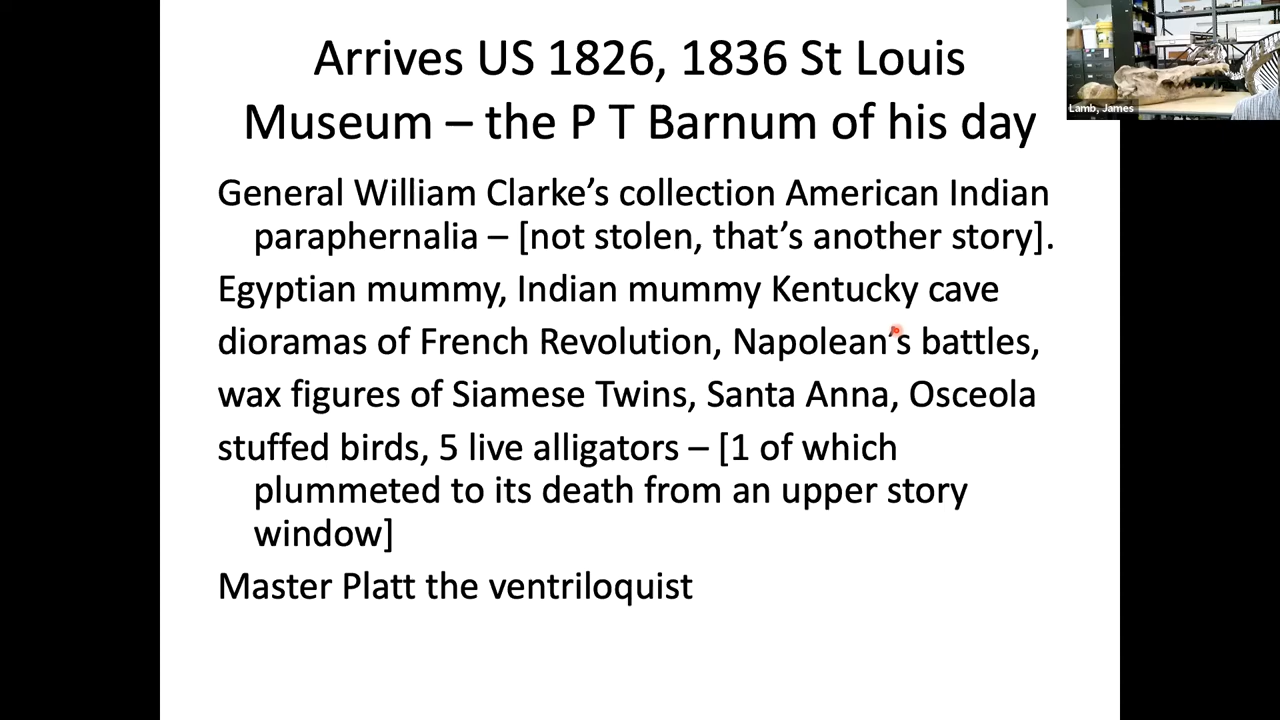 Arrives US 1826, 1836 St Louis
Museum – the P T Barnum of his day
Lamb, James
General William Clarke’s collection American Indian
paraphernalia – [not stolen, that’s another story].
Egyptian mummy, Indian mummy Kentucky cave
dioramas of French Revolution, Napolean’s battles,
wax figures of Siamese Twins, Santa Anna, Osceola
stuffed birds, 5 live alligators – [1 of which
plummeted to its death from an upper story
window]
Master Platt the ventriloquist